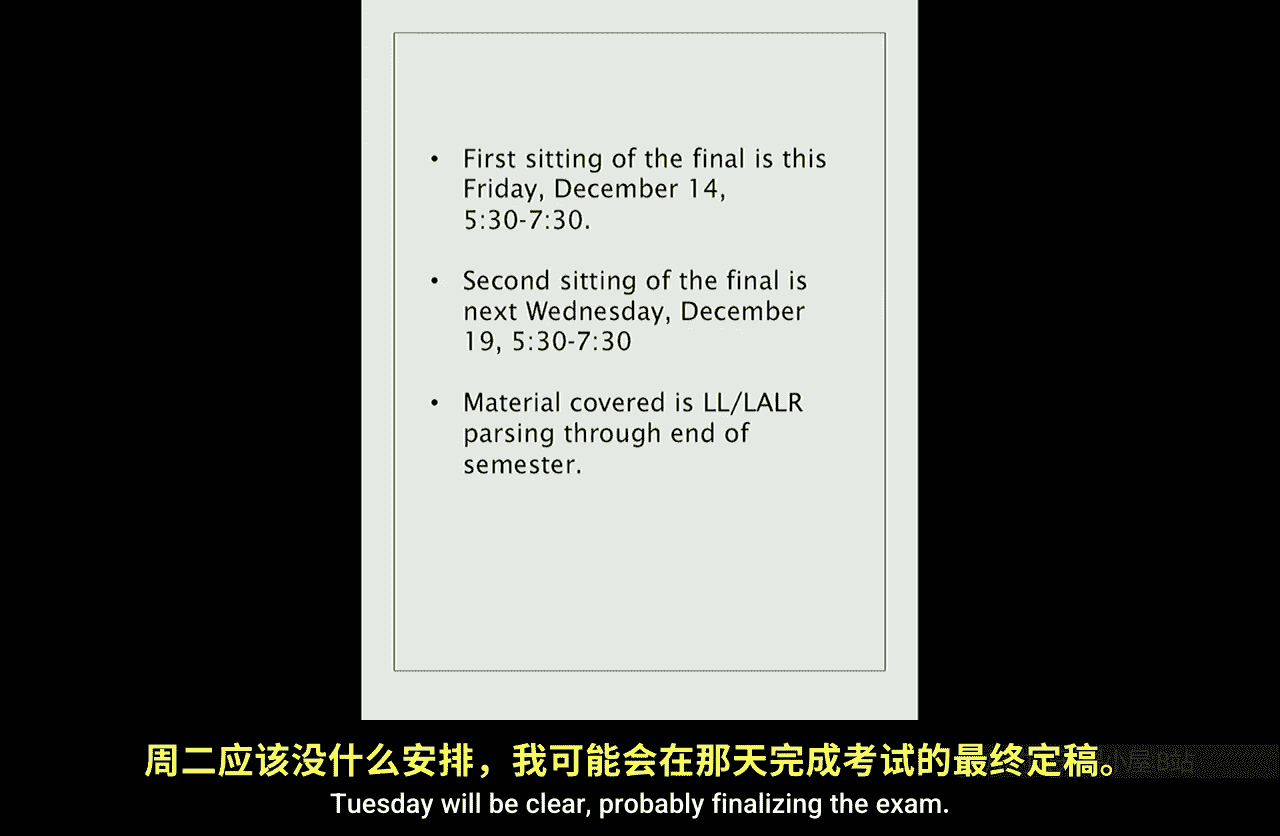 • First sitting of the final is this
Friday, December 14,
5:30-7:30.
• Second sitting of the final is
next Wednesday, December
19, 5:30-7:30
• Material covered is LL/LALR
parsing through end of
semester.
周二应该没什么安排，我可能会在那天完成考试的最终定稿。
Tuesday will be clear, probably finalizing the exam.